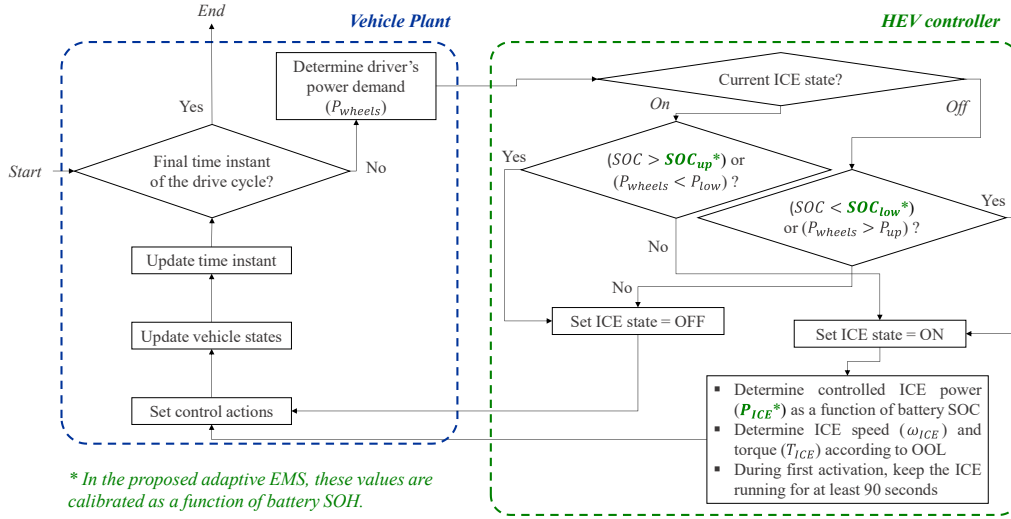 End
Vehicle Plant
HEV controller
Determine driver's
power demand
(P_wheels)
Current ICE state?
Yes
On
Off
Start
Final time instant
of the drive cycle?
No
Yes
(SOC > SOC_up*) or
(P_wheels < P_low) ?
(SOC < SOC_low*)
or (P_wheels > P_up) ?
Yes
No
Update time instant
No
Set ICE state = OFF
Update vehicle states
Set ICE state = ON
Set control actions
▪ Determine controlled ICE power
(P_ICE*) as a function of battery SOC
▪ Determine ICE speed (ω_ICE) and
torque (T_ICE) according to OOL
▪ During first activation, keep the ICE
running for at least 90 seconds
* In the proposed adaptive EMS, these values are
calibrated as a function of battery SOH.